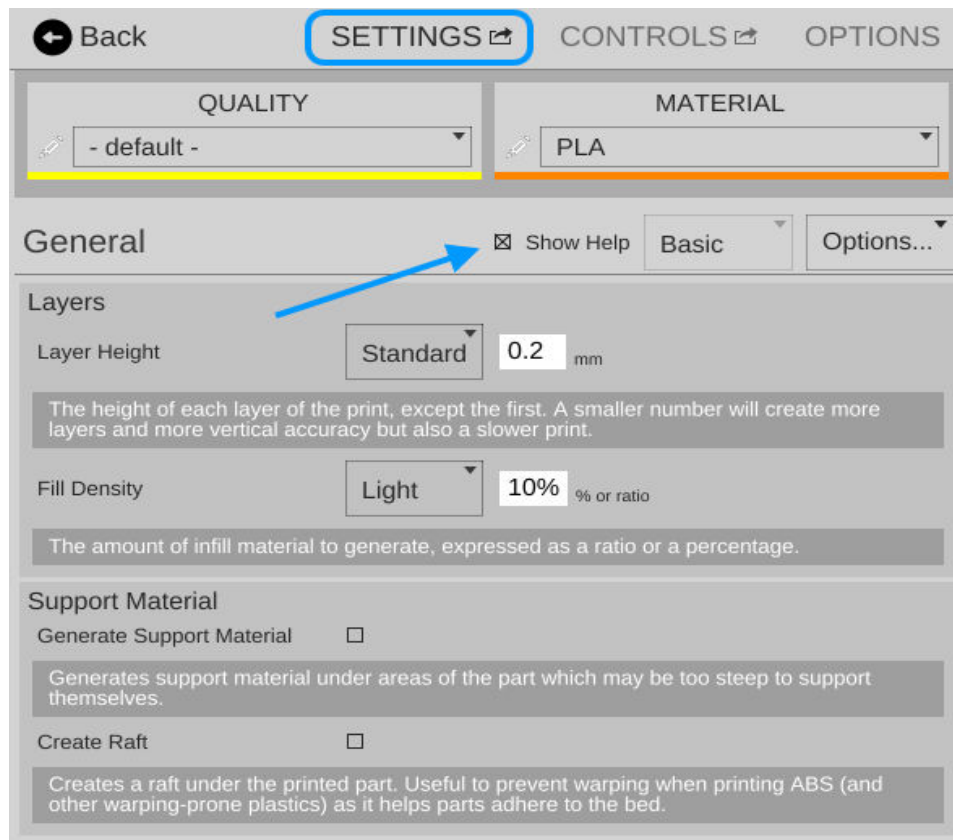 Back
SETTINGS
CONTROLS
OPTIONS
QUALITY
MATERIAL
- default -
PLA
General
Show Help
Basic
Options...
Layers
Layer Height
Standard
0.2
mm
The height of each layer of the print, except the first. A smaller number will create more
layers and more vertical accuracy but also a slower print.
Fill Density
Light
10%
% or ratio
The amount of infill material to generate, expressed as a ratio or a percentage.
Support Material
Generate Support Material
Generates support material under areas of the part which may be too steep to support
themselves.
Create Raft
Creates a raft under the printed part. Useful to prevent warping when printing ABS (and
other warping-prone plastics) as it helps parts adhere to the bed.